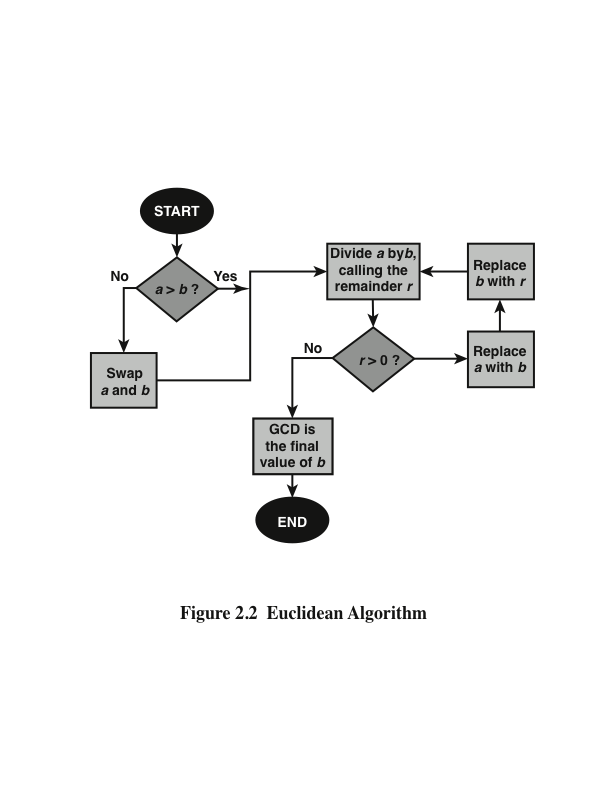 START
No
Yes
a > b ?
Swap
a and b
Divide a byb,
calling the
remainder r
Replace
b with r
No
r > 0 ?
Replace
a with b
GCD is
the final
value of b
END
Figure 2.2 Euclidean Algorithm